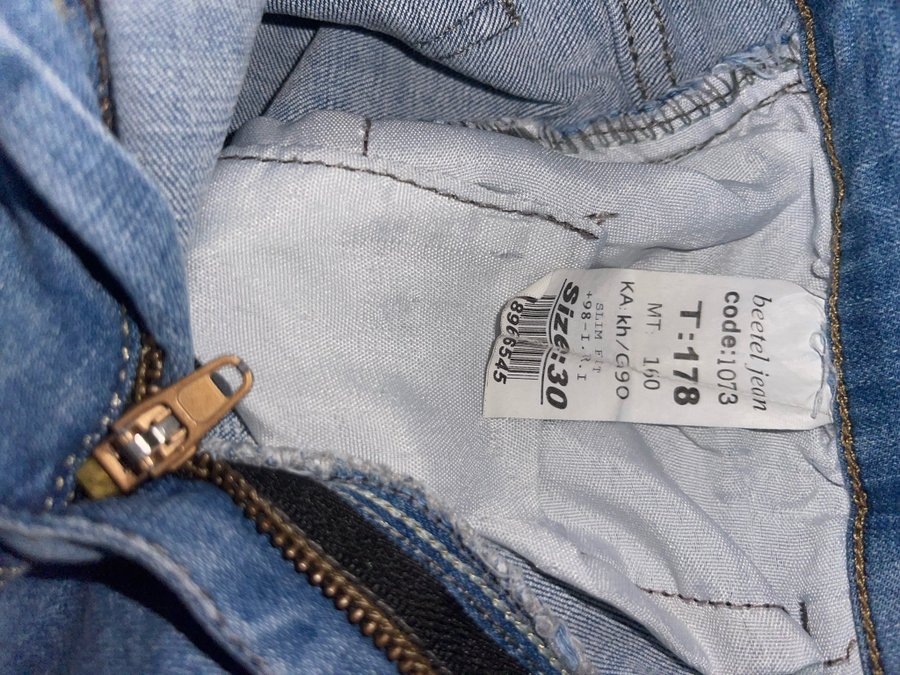 beetel jean
code:1073
T:178
MT: 160
KA:kh/G90
Size:30
SLIM FIT
+98-I.R.I
8966545